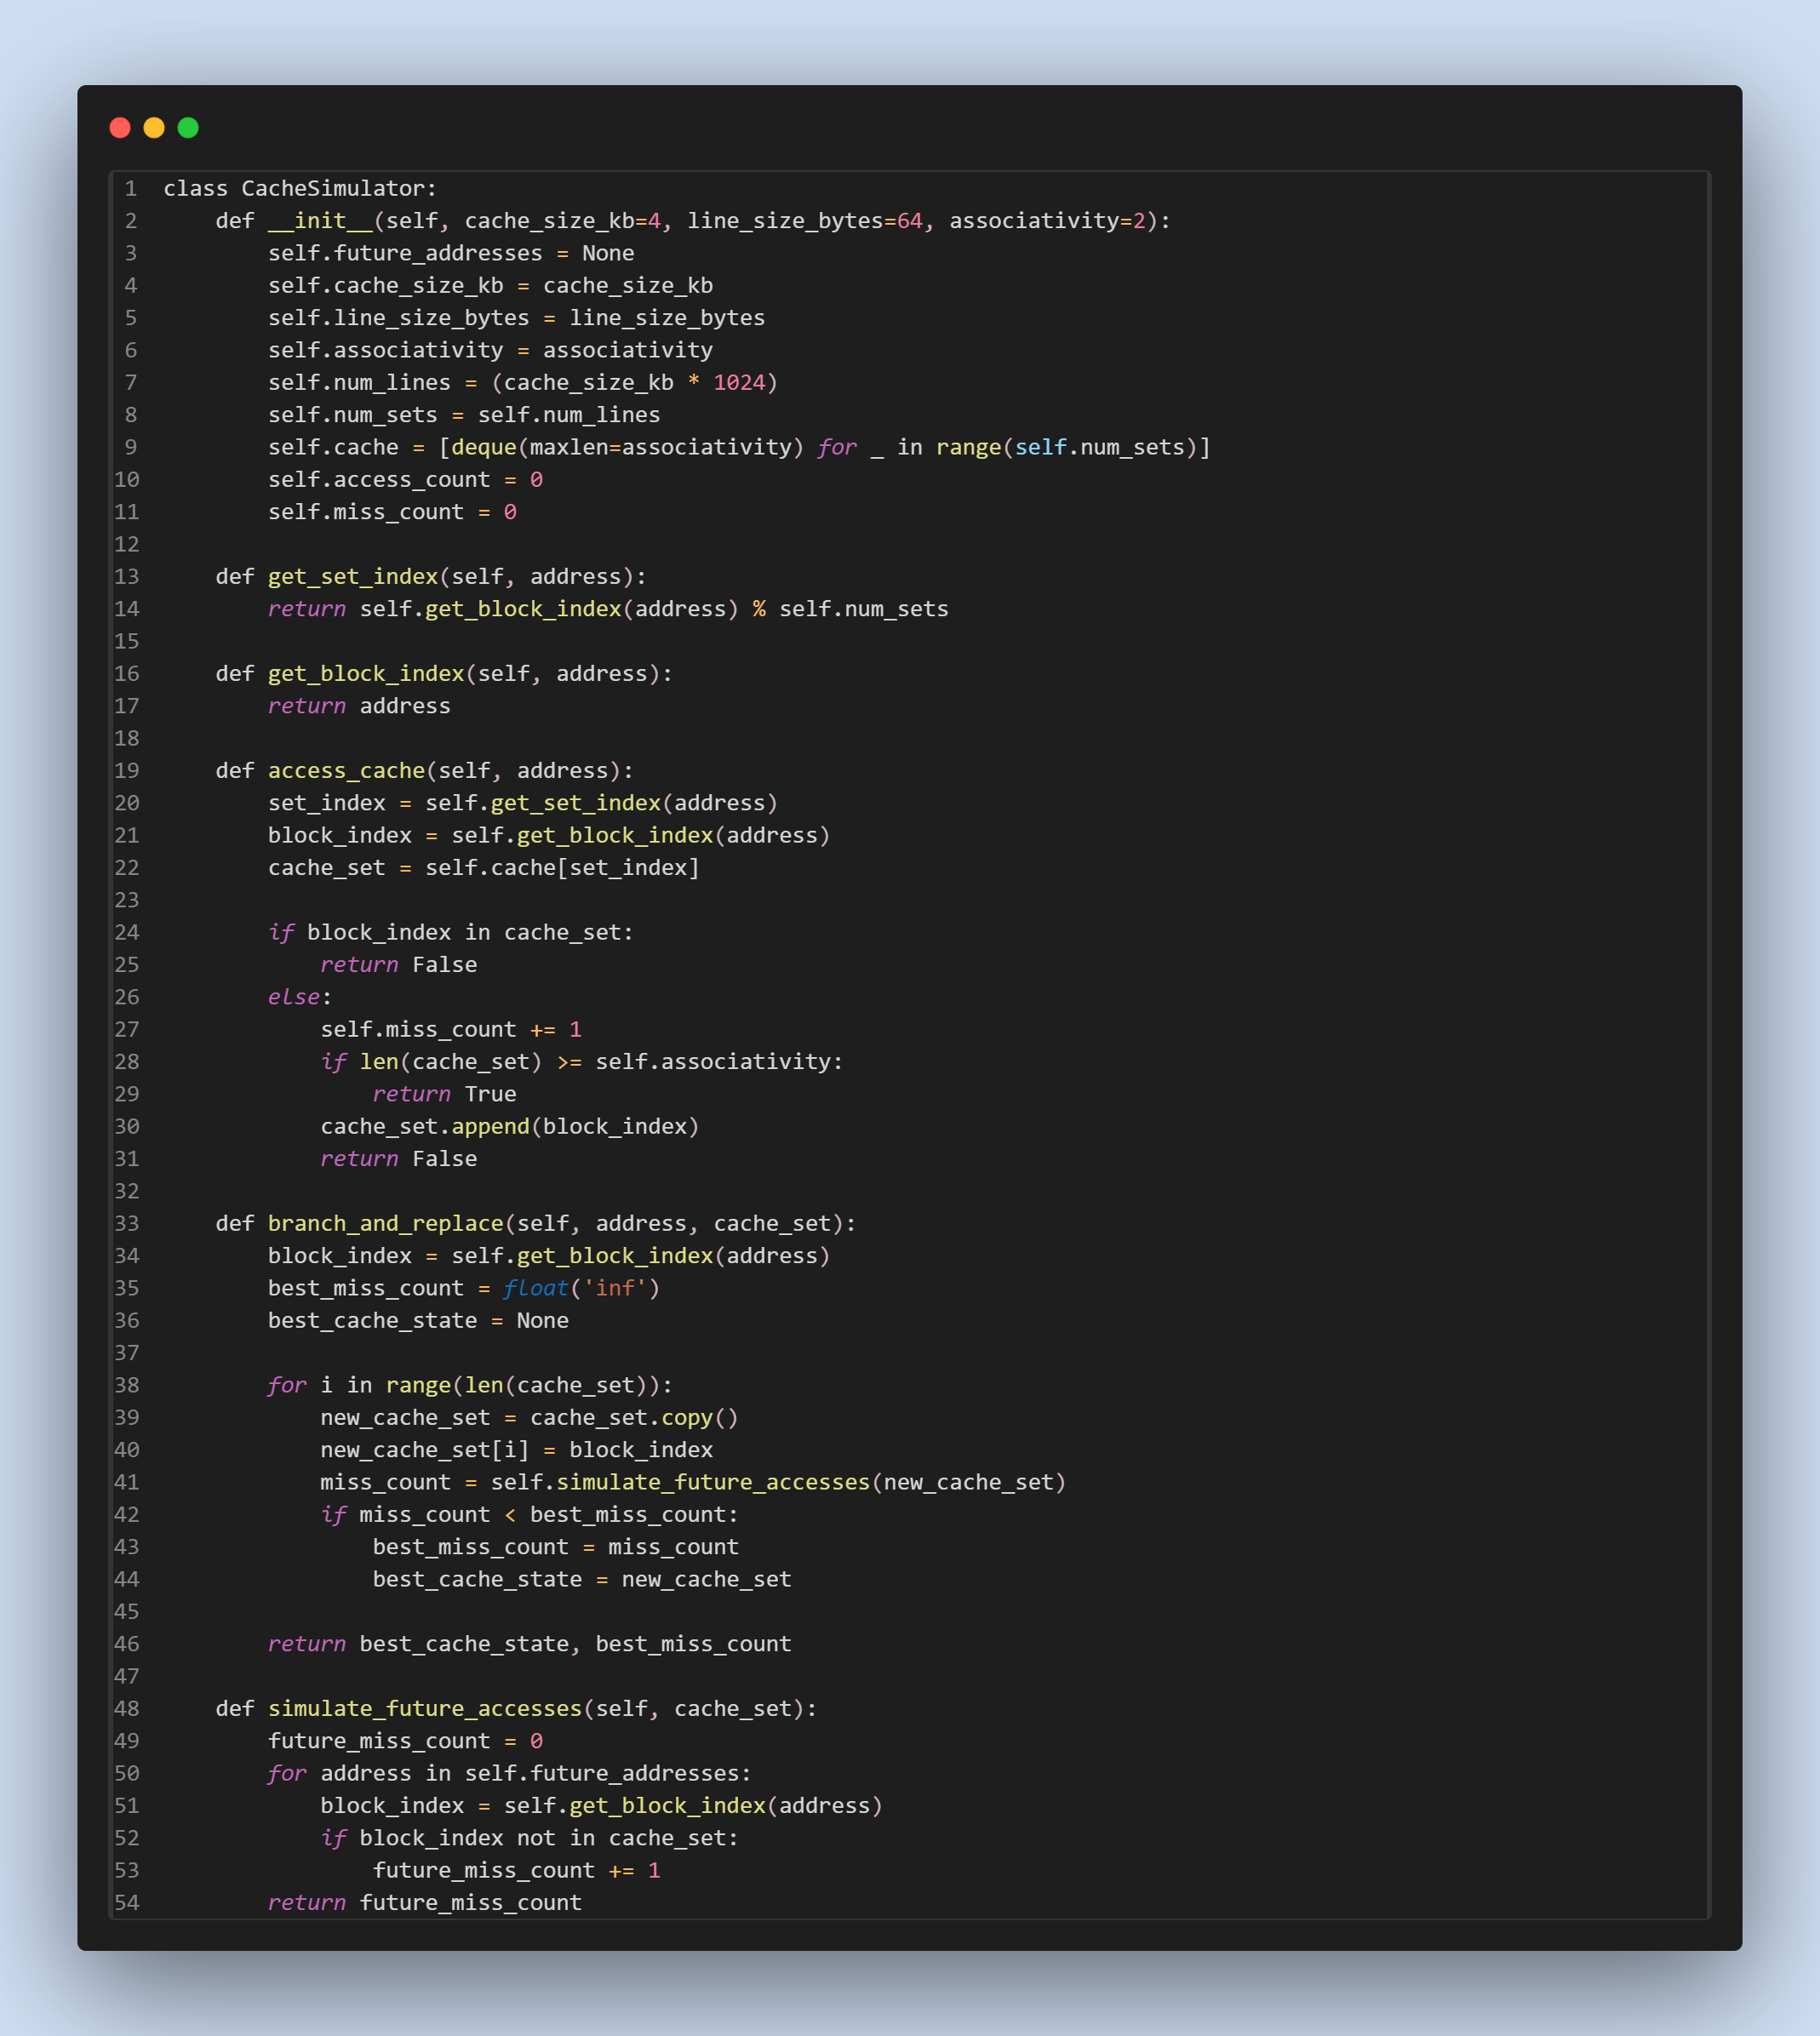 1 class CacheSimulator:
2     def __init__(self, cache_size_kb=4, line_size_bytes=64, associativity=2):
3         self.future_addresses = None
4         self.cache_size_kb = cache_size_kb
5         self.line_size_bytes = line_size_bytes
6         self.associativity = associativity
7         self.num_lines = (cache_size_kb * 1024)
8         self.num_sets = self.num_lines
9         self.cache = [deque(maxlen=associativity) for _ in range(self.num_sets)]
10         self.access_count = 0
11         self.miss_count = 0
12
13     def get_set_index(self, address):
14         return self.get_block_index(address) % self.num_sets
15
16     def get_block_index(self, address):
17         return address
18
19     def access_cache(self, address):
20         set_index = self.get_set_index(address)
21         block_index = self.get_block_index(address)
22         cache_set = self.cache[set_index]
23
24         if block_index in cache_set:
25             return False
26         else:
27             self.miss_count += 1
28             if len(cache_set) >= self.associativity:
29                 return True
30             cache_set.append(block_index)
31             return False
32
33     def branch_and_replace(self, address, cache_set):
34         block_index = self.get_block_index(address)
35         best_miss_count = float('inf')
36         best_cache_state = None
37
38         for i in range(len(cache_set)):
39             new_cache_set = cache_set.copy()
40             new_cache_set[i] = block_index
41             miss_count = self.simulate_future_accesses(new_cache_set)
42             if miss_count < best_miss_count:
43                 best_miss_count = miss_count
44                 best_cache_state = new_cache_set
45
46         return best_cache_state, best_miss_count
47
48     def simulate_future_accesses(self, cache_set):
49         future_miss_count = 0
50         for address in self.future_addresses:
51             block_index = self.get_block_index(address)
52             if block_index not in cache_set:
53                 future_miss_count += 1
54         return future_miss_count